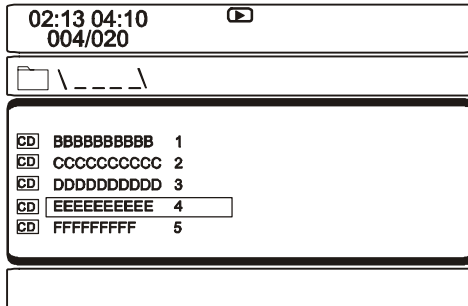 02:13 04:10
004/020
\ _ _ _ _\
CD BBBBBBBBBB 1
CD CCCCCCCCCC 2
CD DDDDDDDDDD 3
CD EEEEEEEEEE 4
CD FFFFFFFFF 5